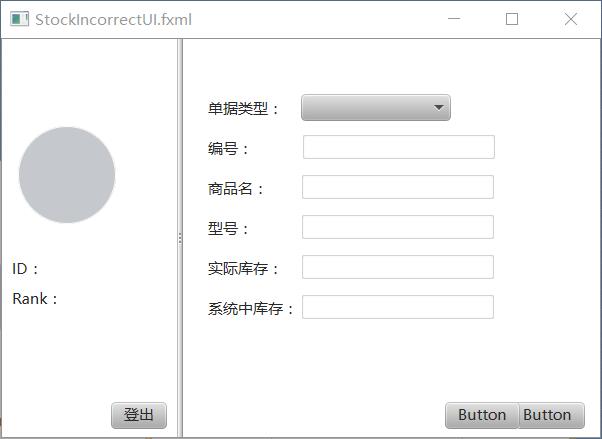 StockIncorrectUI.fxml
ID：
Rank：
登出
单据类型：
编号：
商品名：
型号：
实际库存：
系统中库存：
Button Button